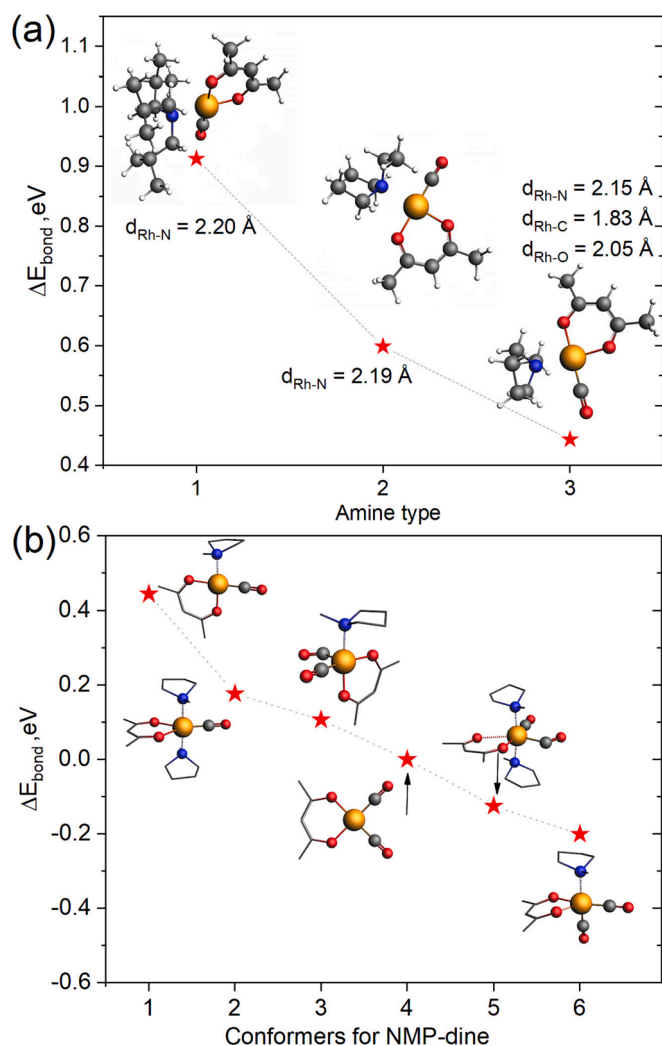 (a)
1.1
1.0
0.9
0.8
0.7
0.6
0.5
0.4
ΔE_bond ,eV
d_Rh-N = 2.20 Å
d_Rh-N = 2.19 Å
d_Rh-N = 2.15 Å
d_Rh-C = 1.83 Å
d_Rh-O = 2.05 Å
1 2 3
Amine type
(b)
0.6
0.4
0.2
0.0
-0.2
-0.4
-0.6
ΔE_bond ,eV
1 2 3 4 5 6
Conformers for NMP-dine